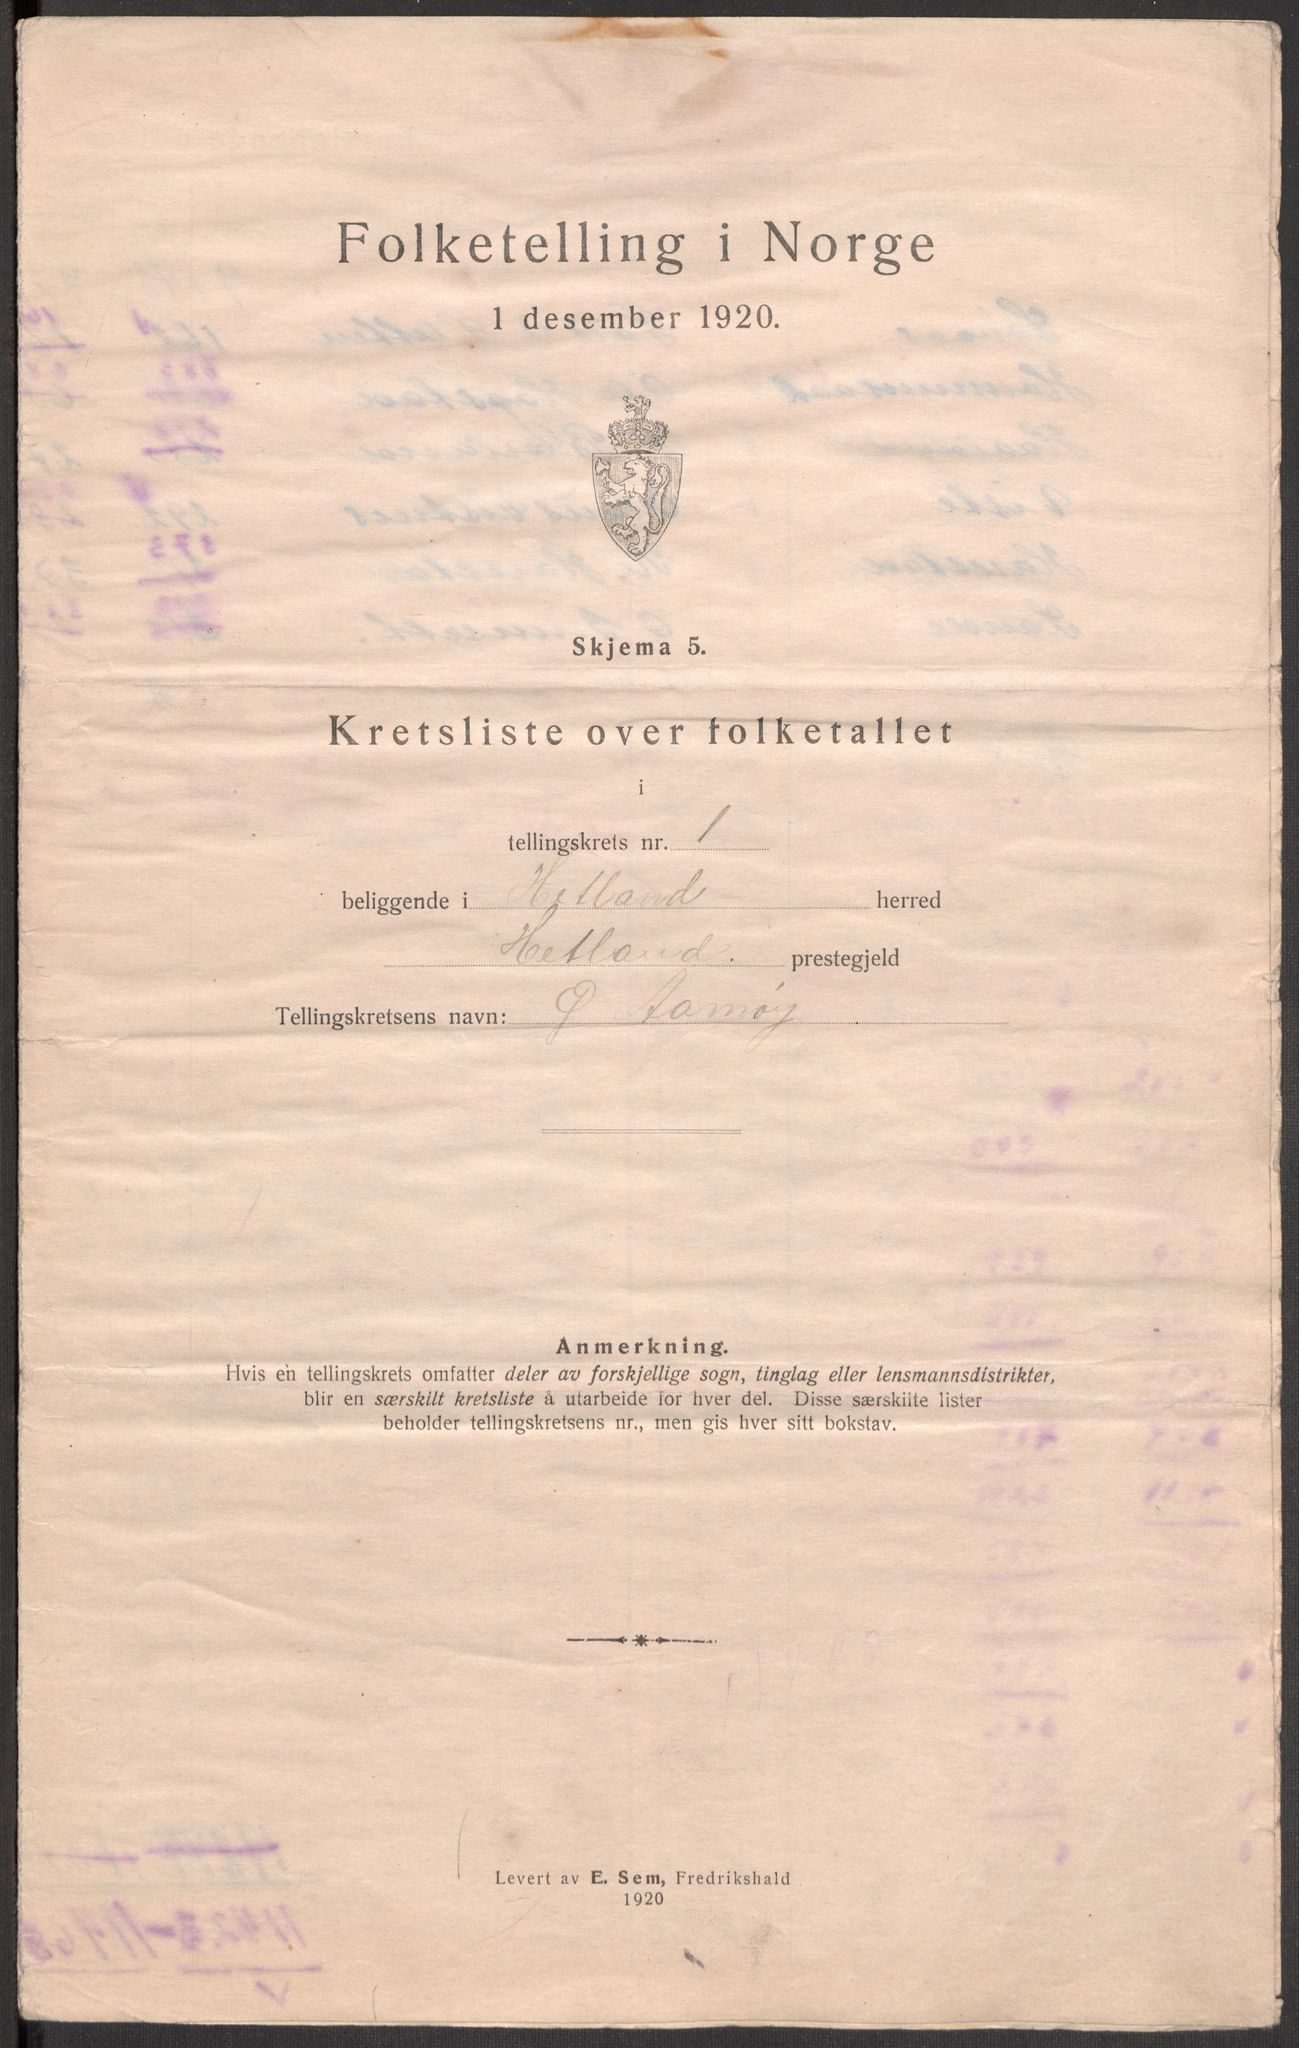 Folketelling i Norge
1 desember 1920.
Skjema 5.
Kretsliste over folketallet
i
tellingskrets nr. 1
beliggende i Hetland herred
Hetland. prestegjeld
Tellingskretsens navn: Ø Aamøy
Anmerkning.
Hvis èn tellingskrets omfatter deler av forskjellige sogn, tinglag eller lensmannsdistrikter,
blir en særskilt kretsliste å utarbeide for hver del. Disse særskilte lister
beholder tellingskretsens nr., men gis hver sitt bokstav.
Levert av E. Sem, Fredrikshald
1920